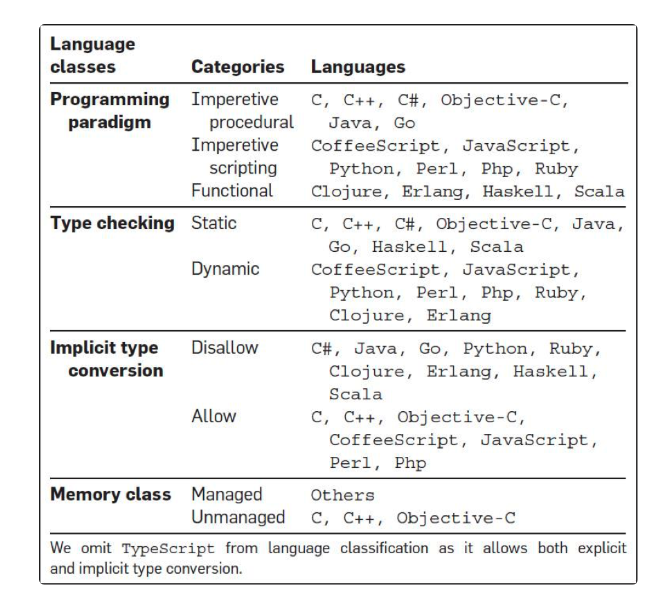 Language
classes Categories Languages
Programming Imperetive C, C++, C#, Objective-C,
paradigm procedural Java, Go
Imperetive CoffeeScript, JavaScript,
scripting Python, Perl, Php, Ruby
Functional Clojure, Erlang, Haskell, Scala
Type checking Static C, C++, C#, Objective-C, Java,
Go, Haskell, Scala
Dynamic CoffeeScript, JavaScript,
Python, Perl, Php, Ruby,
Clojure, Erlang
Implicit type Disallow C#, Java, Go, Python, Ruby,
conversion Clojure, Erlang, Haskell,
Scala
Allow C, C++, Objective-C,
CoffeeScript, JavaScript,
Perl, Php
Memory class Managed Others
Unmanaged C, C++, Objective-C
We omit TypeScript from language classification as it allows both explicit
and implicit type conversion.